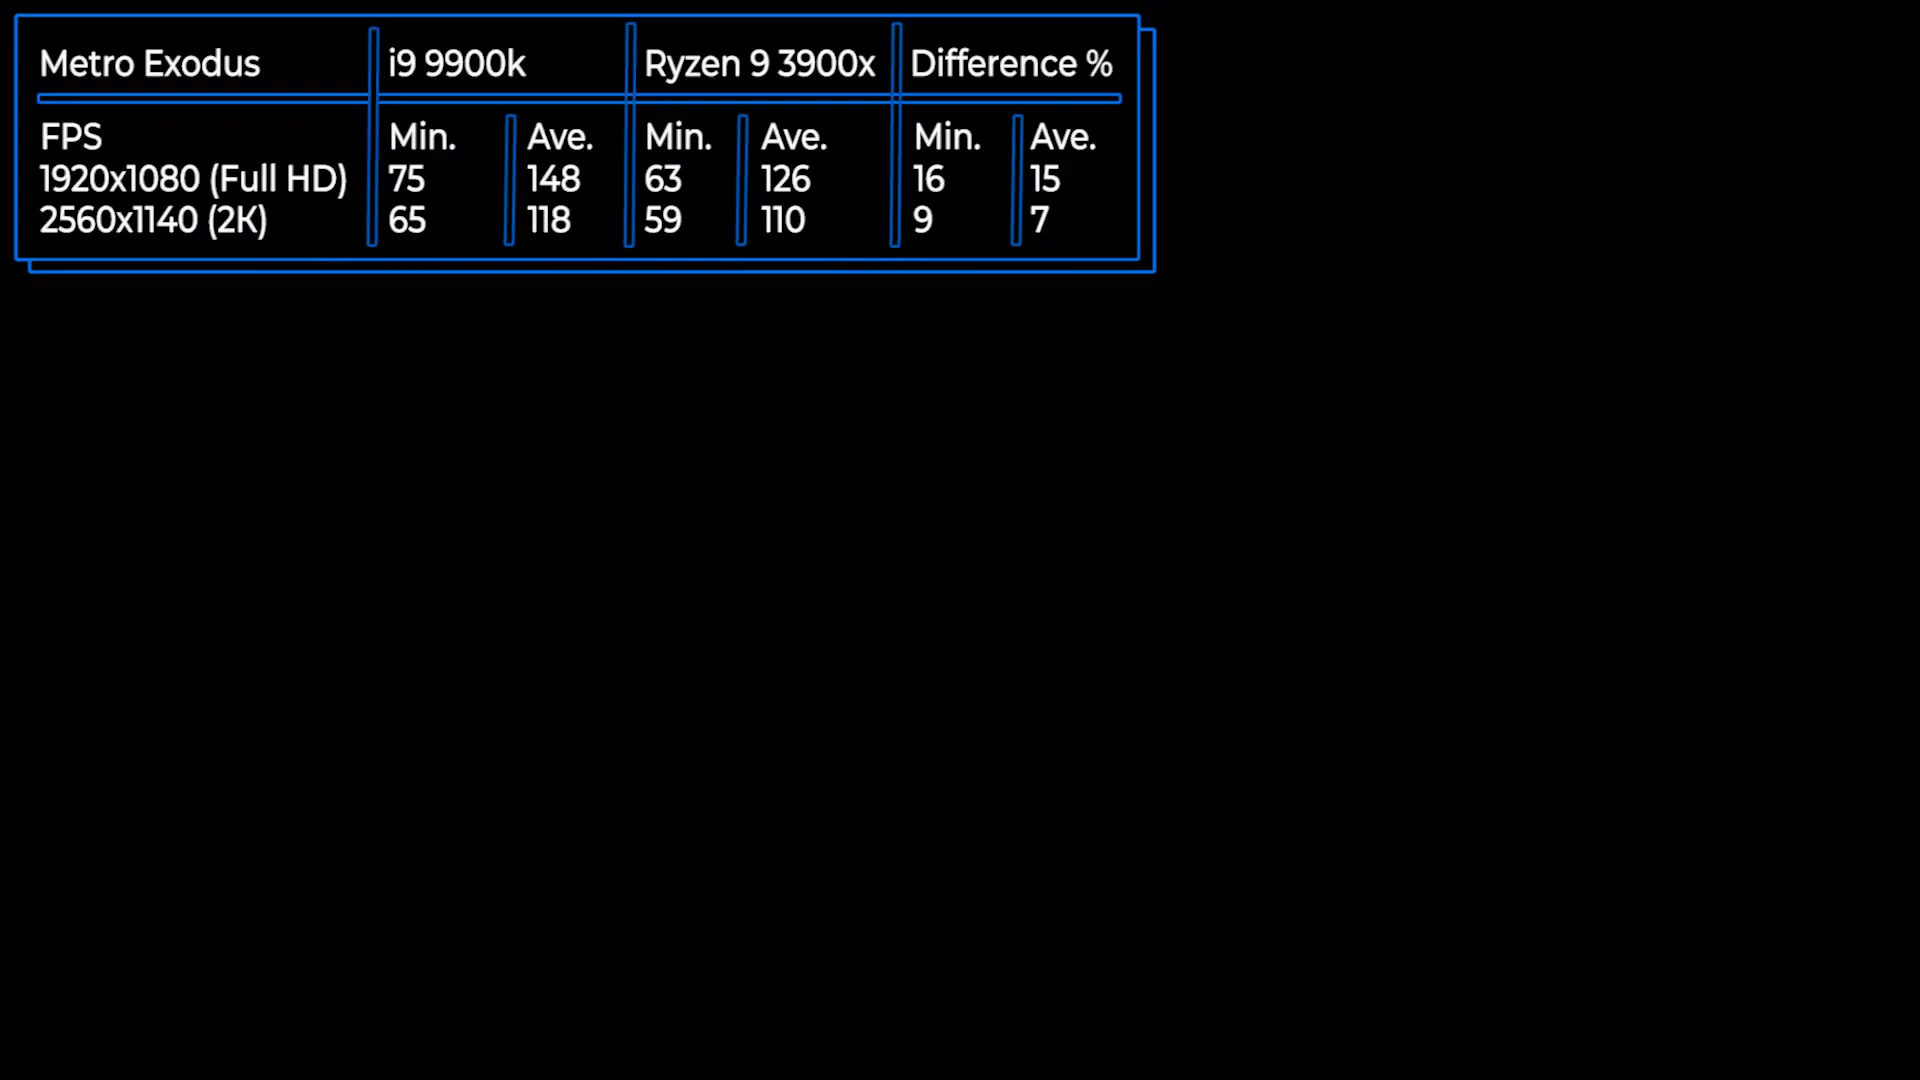 Metro Exodus i9 9900k Ryzen 9 3900x Difference %
FPS Min. Ave. Min. Ave. Min. Ave.
1920x1080 (Full HD) 75 148 63 126 16 15
2560x1140 (2K) 65 118 59 110 9 7